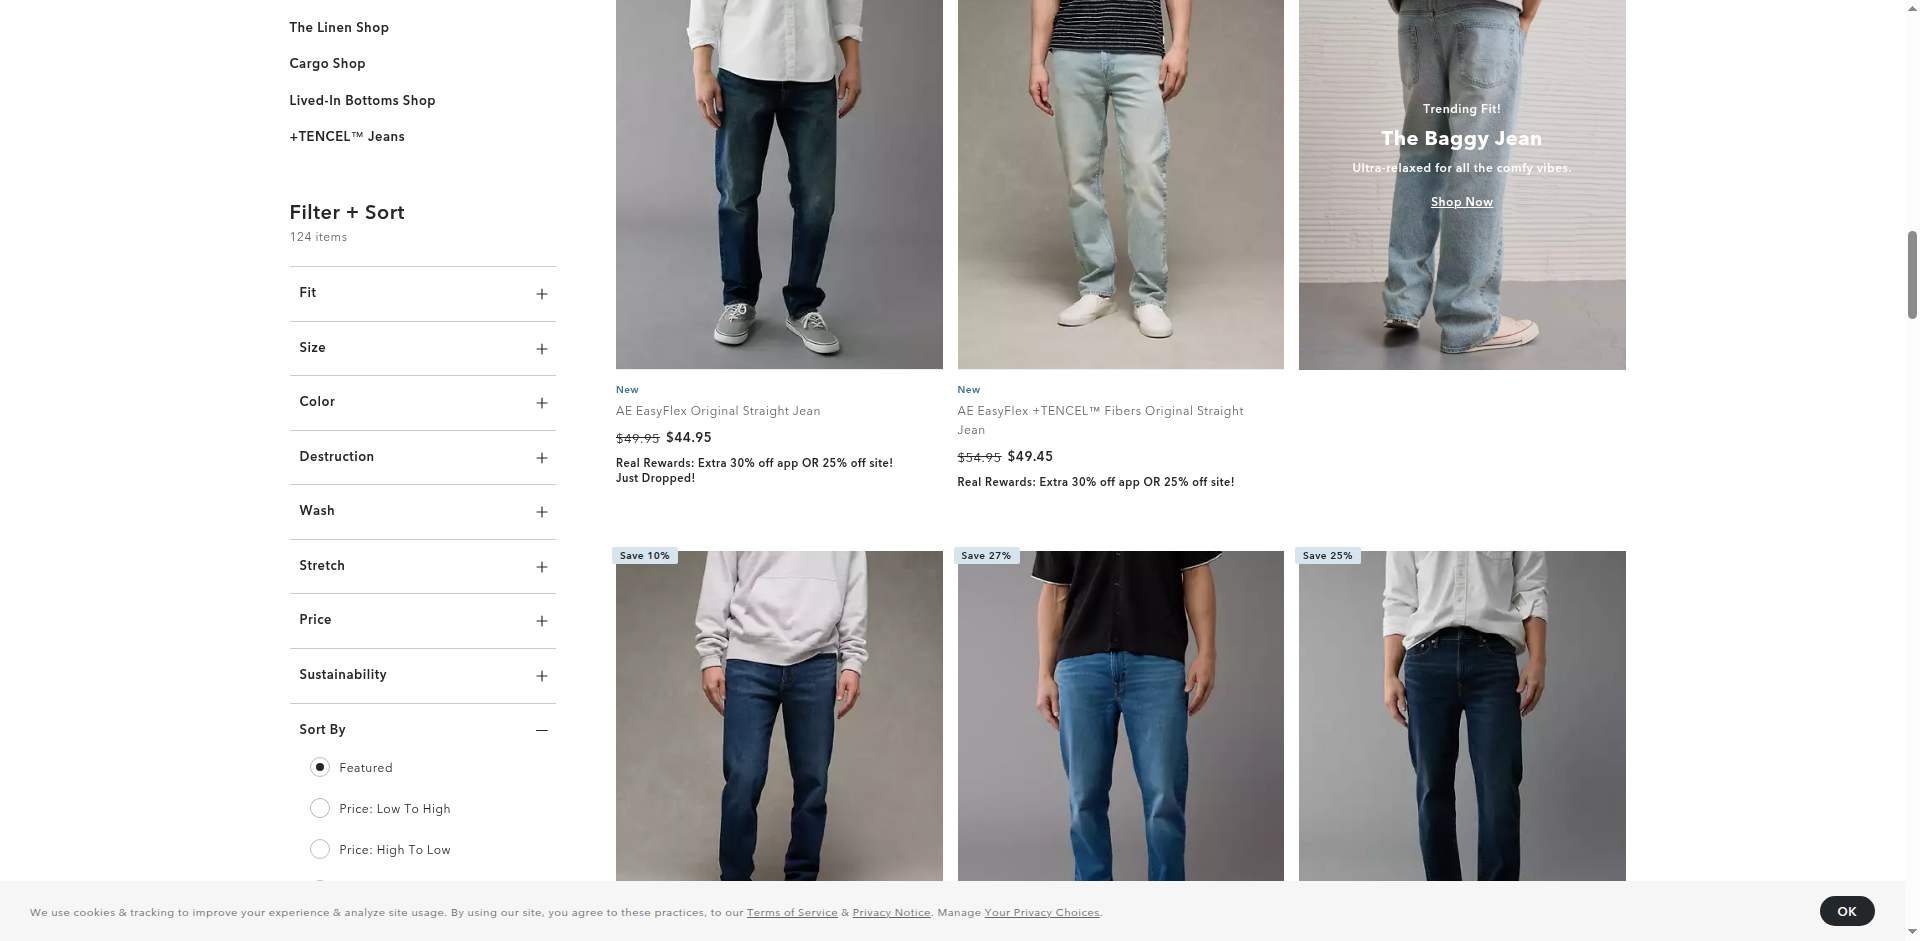 The Linen Shop
Cargo Shop
Lived-In Bottoms Shop
+TENCEL™ Jeans
Filter + Sort
124 items
Fit
Size
Color
Destruction
Wash
Stretch
Price
Sustainability
Sort By
Featured
Price: Low To High
Price: High To Low
Trending Fit!
The Baggy Jean
Ultra-relaxed for all the comfy vibes.
Shop Now
New
AE EasyFlex Original Straight Jean
$49.95 $44.95
Real Rewards: Extra 30% off app OR 25% off site!
Just Dropped!
New
AE EasyFlex +TENCEL™ Fibers Original Straight
Jean
$54.95 $49.45
Real Rewards: Extra 30% off app OR 25% off site!
Save 10%
Save 27%
Save 25%
We use cookies & tracking to improve your experience & analyze site usage. By using our site, you agree to these practices, to our Terms of Service & Privacy Notice. Manage Your Privacy Choices.
OK